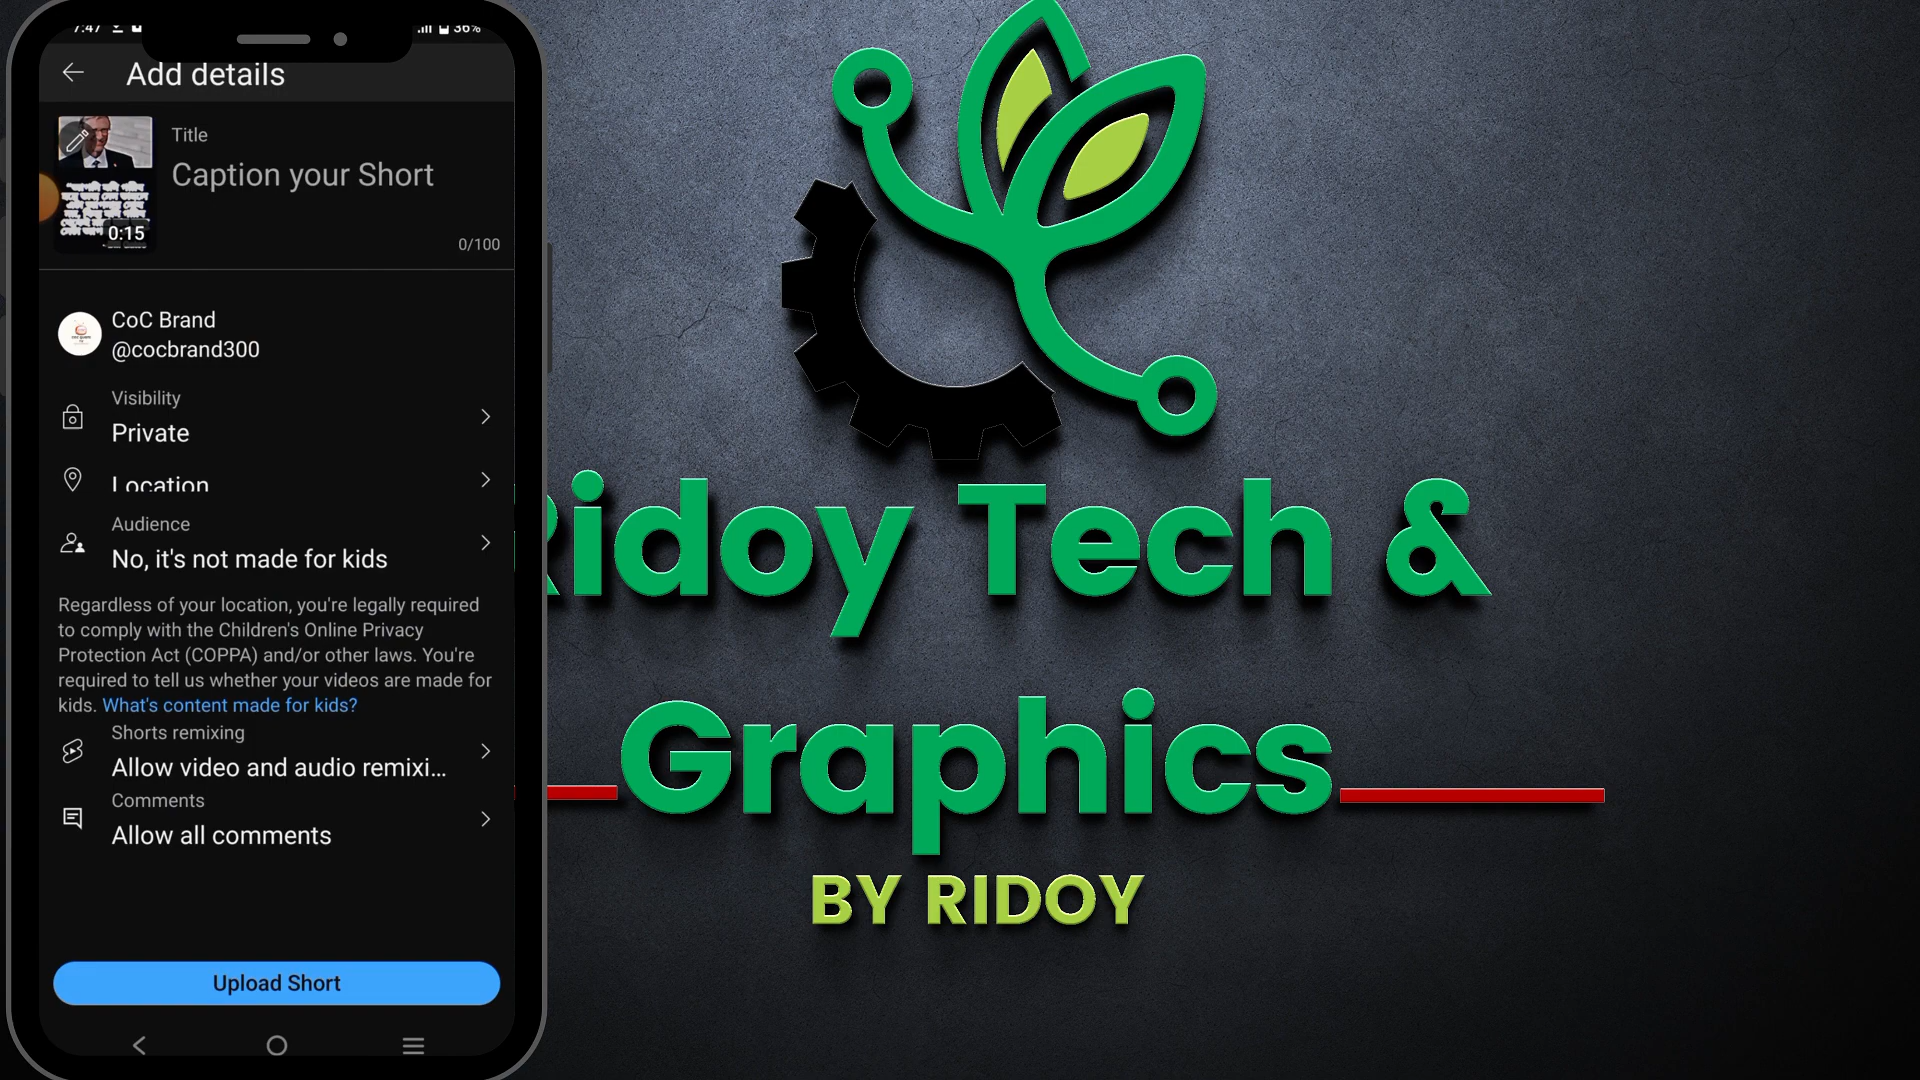 7:47
36%
Add details
Title
Caption your Short
0:15
0/100
CoC Brand
@cocbrand300
Visibility
Private
Location
Audience
No, it's not made for kids
Regardless of your location, you're legally required
to comply with the Children's Online Privacy
Protection Act (COPPA) and/or other laws. You're
required to tell us whether your videos are made for
kids. What's content made for kids?
Shorts remixing
Allow video and audio remixi...
Comments
Allow all comments
Upload Short
Ridoy Tech &
Graphics
BY RIDOY